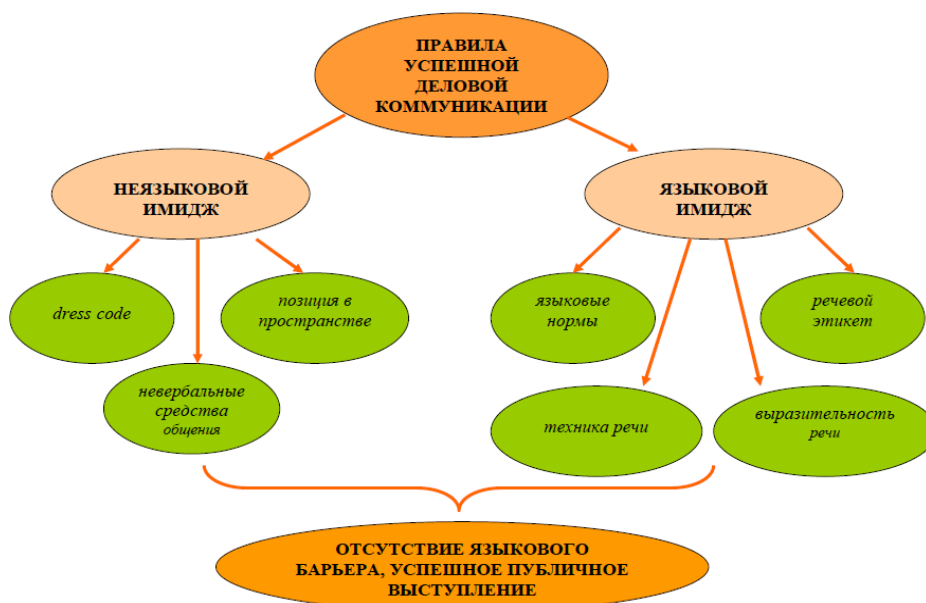 ПРАВИЛА
УСПЕШНОЙ
ДЕЛОВОЙ
КОММУНИКАЦИИ
НЕЯЗЫКОВОЙ
ИМИДЖ
ЯЗЫКОВОЙ
ИМИДЖ
dress code
позиция в
пространстве
языковые
нормы
речевой
этикет
невербальные
средства
общения
техника речи
выразительность
речи
ОТСУТСТВИЕ ЯЗЫКОВОГО
БАРЬЕРА, УСПЕШНОЕ ПУБЛИЧНОЕ
ВЫСТУПЛЕНИЕ